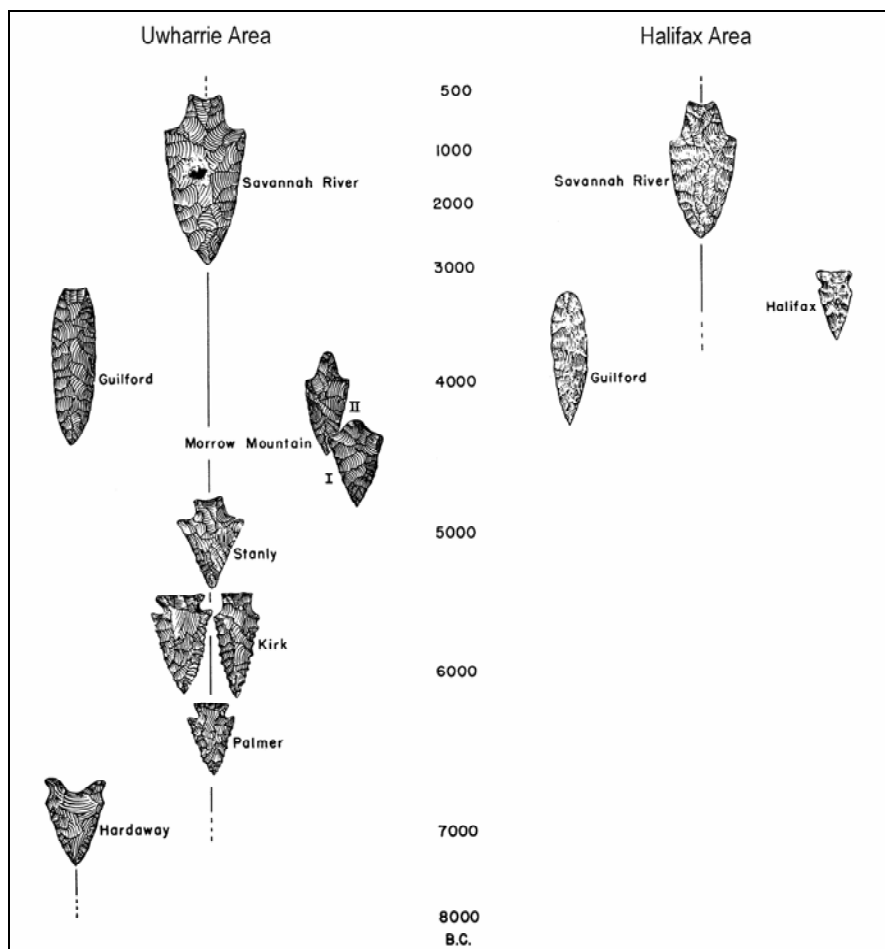 Uwharrie Area
Halifax Area
500
1000
Savannah River
Savannah River
2000
3000
Halifax
Guilford
4000
Guilford
II
Morrow Mountain
I
5000
Stanly
Kirk
6000
Palmer
Hardaway
7000
8000
B.C.